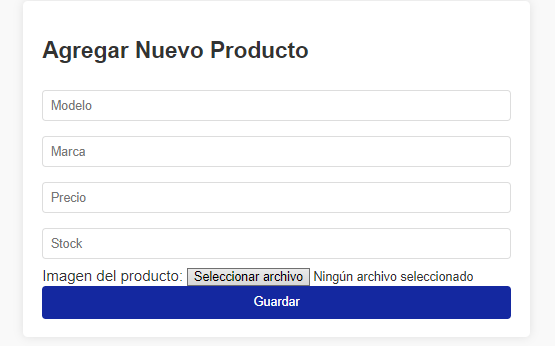 Agregar Nuevo Producto
Modelo
Marca
Precio
Stock
Imagen del producto: Seleccionar archivo Ningún archivo seleccionado
Guardar